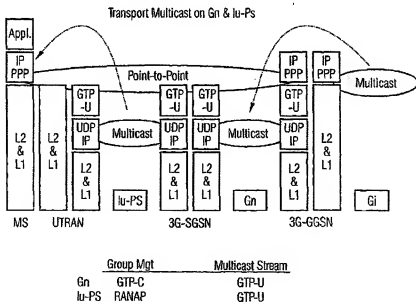 Transport Multicast on Gn & Iu-Ps
Appl.
IP
PPP
Point-to-Point
IP
PPP
IP
PPP
Multicast
GTP
-U
GTP
-U
GTP
-U
GTP
-U
UDP
IP
Multicast
UDP
IP
UDP
IP
Multicast
UDP
IP
L2
&
L1
L2
&
L1
L2
&
L1
L2
&
L1
L2
&
L1
L2
&
L1
L2
&
L1
Iu-PS
Gn
Gi
MS
UTRAN
3G-SGSN
3G-GGSN
Group Mgt
Multicast Stream
Gn
GTP-C
GTP-U
Iu-PS
RANAP
GTP-U